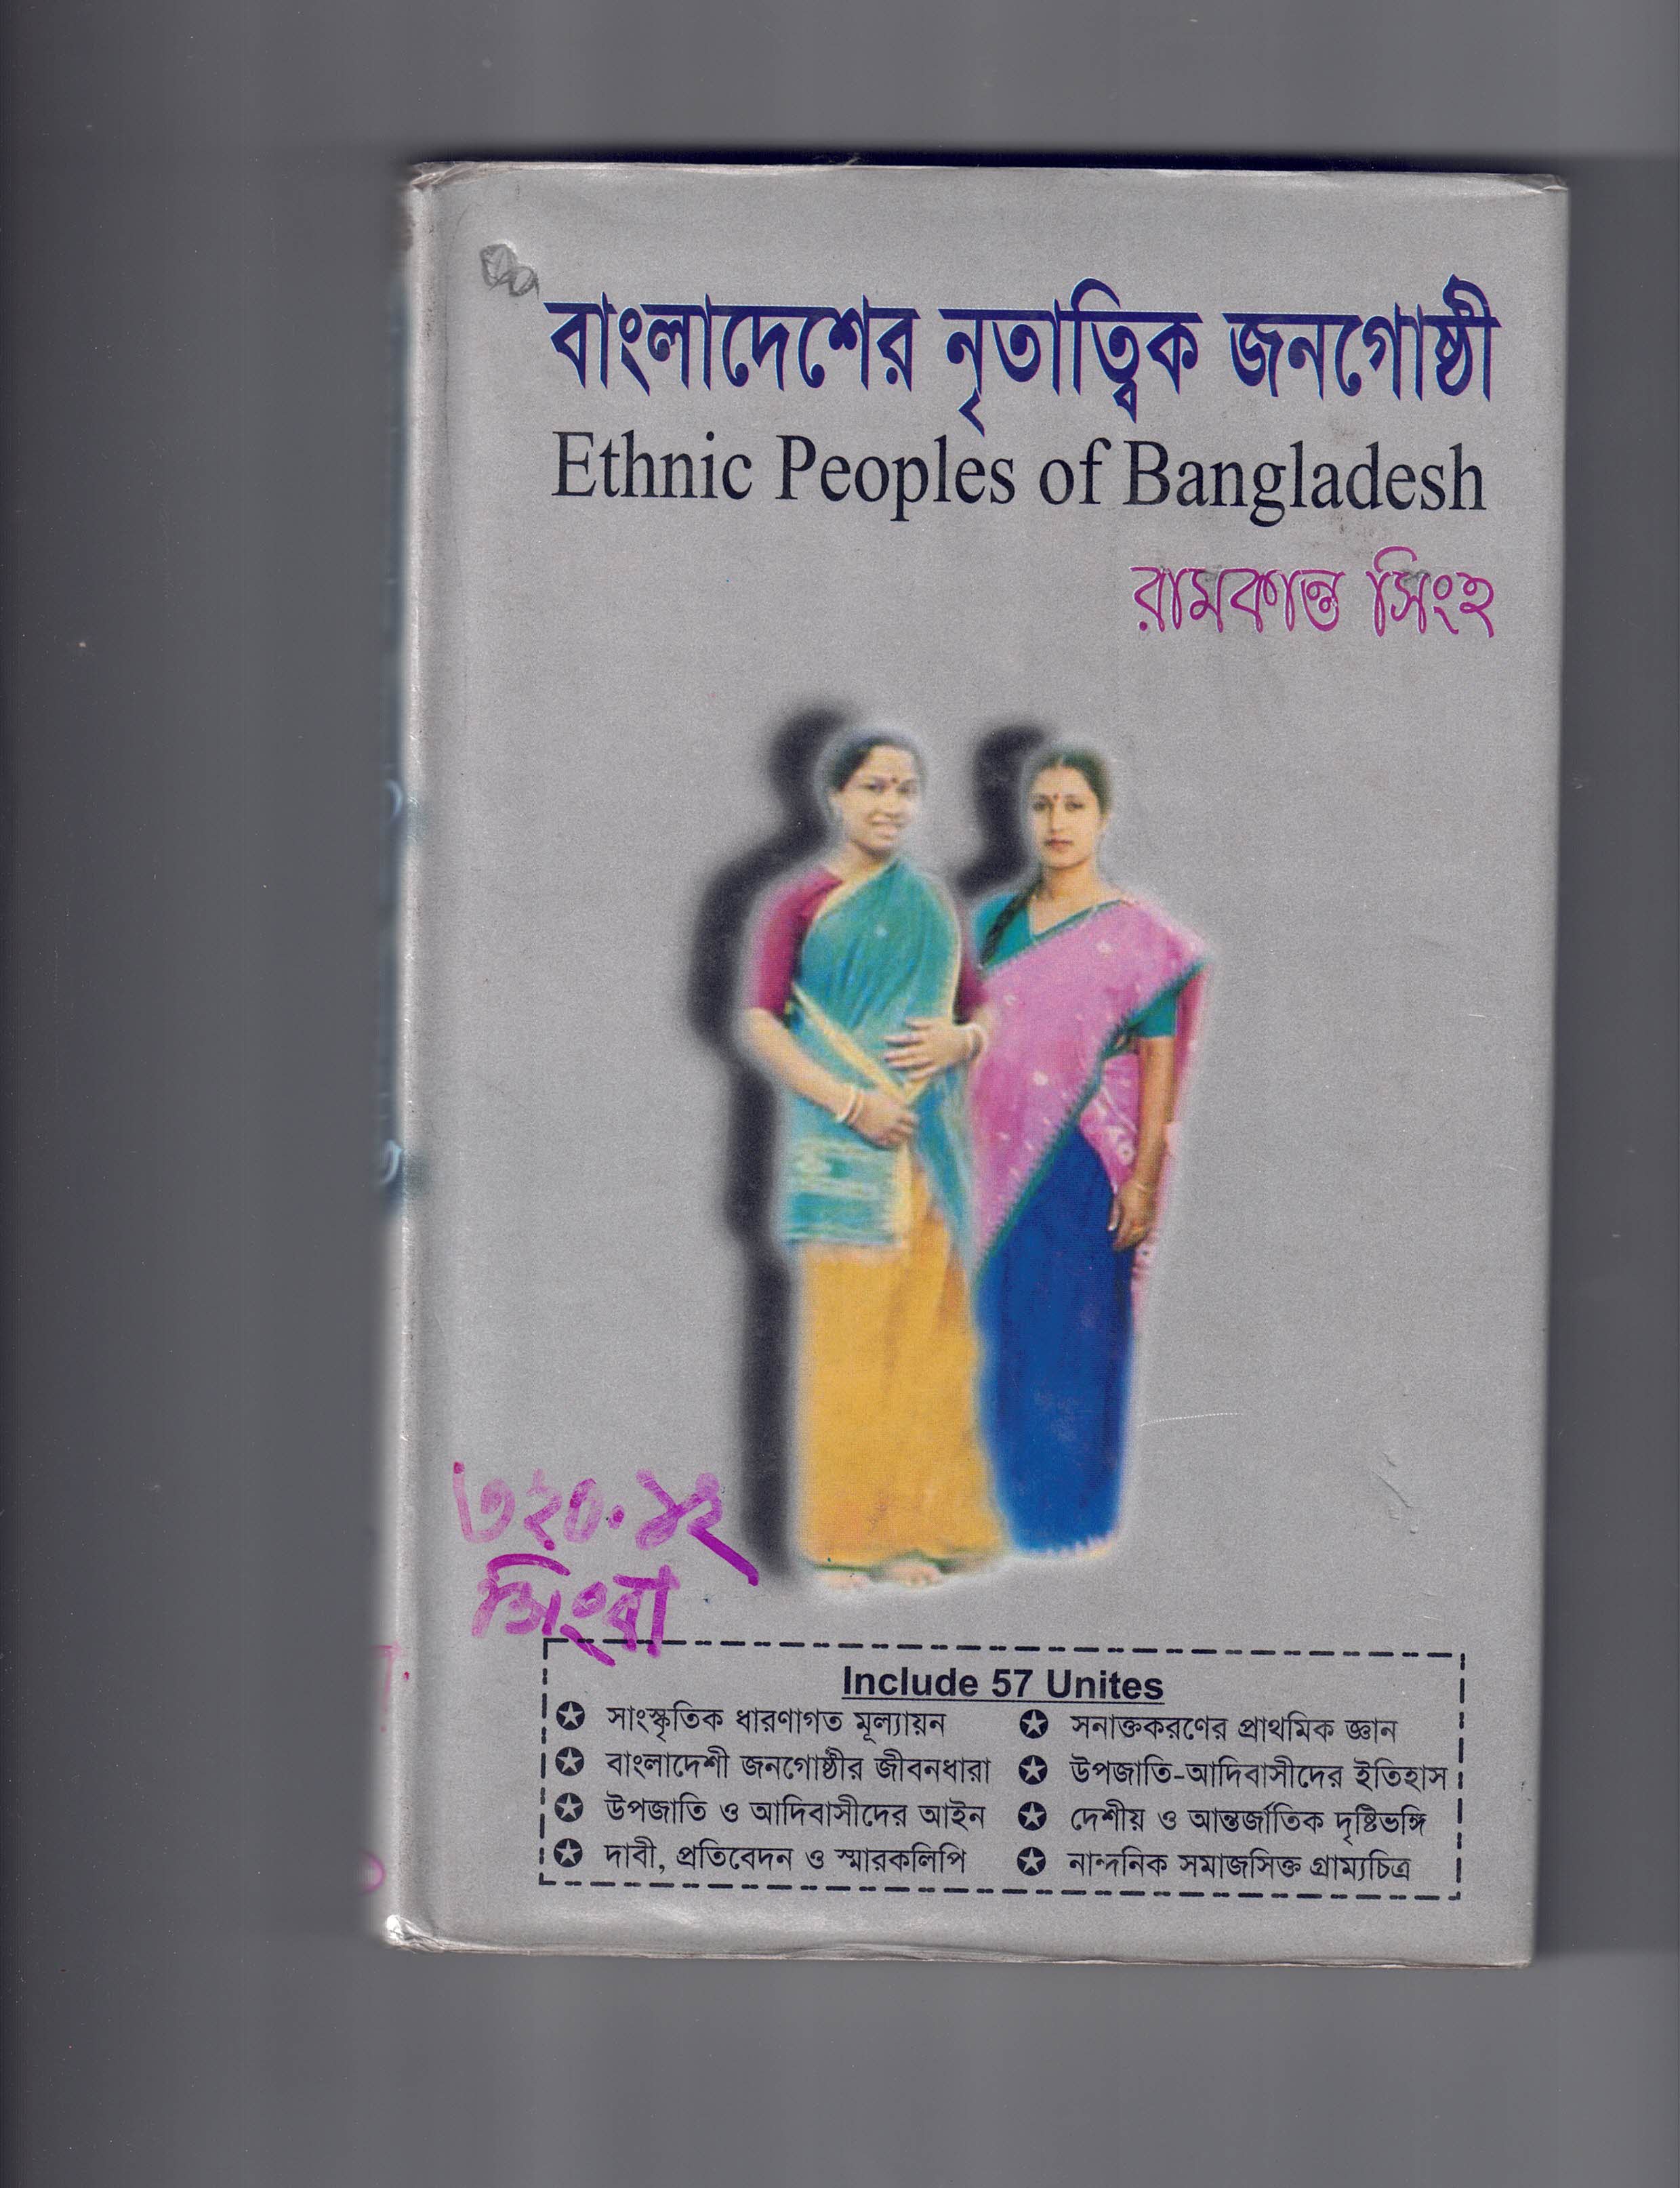 বাংলাদেশের নৃতাত্ত্বিক জনগোষ্ঠী
Ethnic Peoples of Bangladesh
রামকান্ত সিংহ
৩২০.১২
সিংবা
Include 57 Unites
সাংস্কৃতিক ধারণাগত মূল্যায়ন
বাংলাদেশী জনগোষ্ঠীর জীবনধারা
উপজাতি ও আদিবাসীদের আইন
দাবী, প্রতিবেদন ও স্মারকলিপি
সনাক্তকরণের প্রাথমিক জ্ঞান
উপজাতি-আদিবাসীদের ইতিহাস
দেশীয় ও আন্তর্জাতিক দৃষ্টিভঙ্গি
নান্দনিক সমাজসিক্ত গ্রাম্যচিত্র